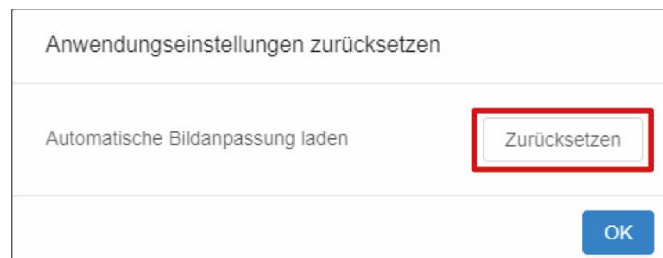 Anwendungseinstellungen zurücksetzen
Automatische Bildanpassung laden Zurücksetzen
OK